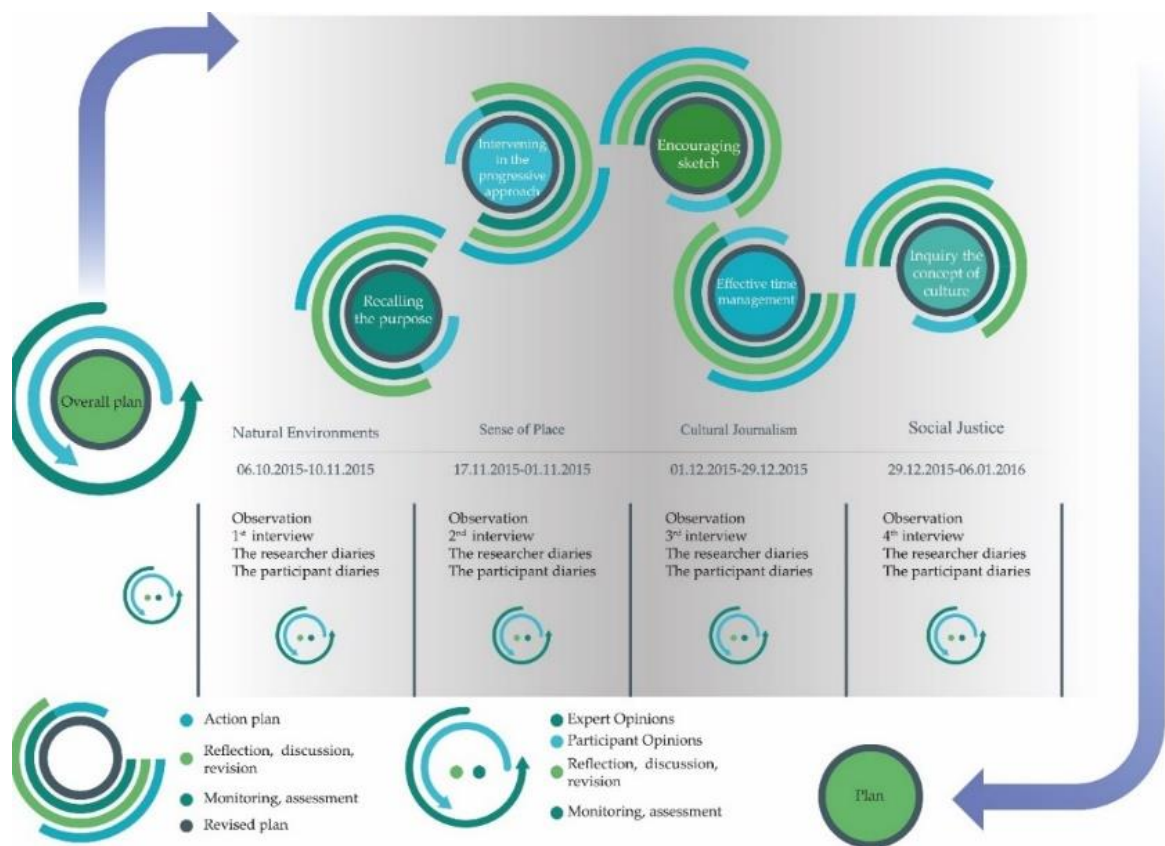 Intervening
in the
progressive
approach
Encouraging
sketch
Recalling
the purpose
Effective time
management
Inquiry the
concept of
culture
Overall plan
Natural Environments
Sense of Place
Cultural Journalism
Social Justice
06.10.2015-10.11.2015
17.11.2015-01.11.2015
01.12.2015-29.12.2015
29.12.2015-06.01.2016
Observation
1st interview
The researcher diaries
The participant diaries
Observation
2nd interview
The researcher diaries
The participant diaries
Observation
3rd interview
The researcher diaries
The participant diaries
Observation
4th interview
The researcher diaries
The participant diaries
Action plan
Reflection, discussion,
revision
Monitoring, assessment
Revised plan
Expert Opinions
Participant Opinions
Reflection, discussion,
revision
Monitoring, assessment
Plan